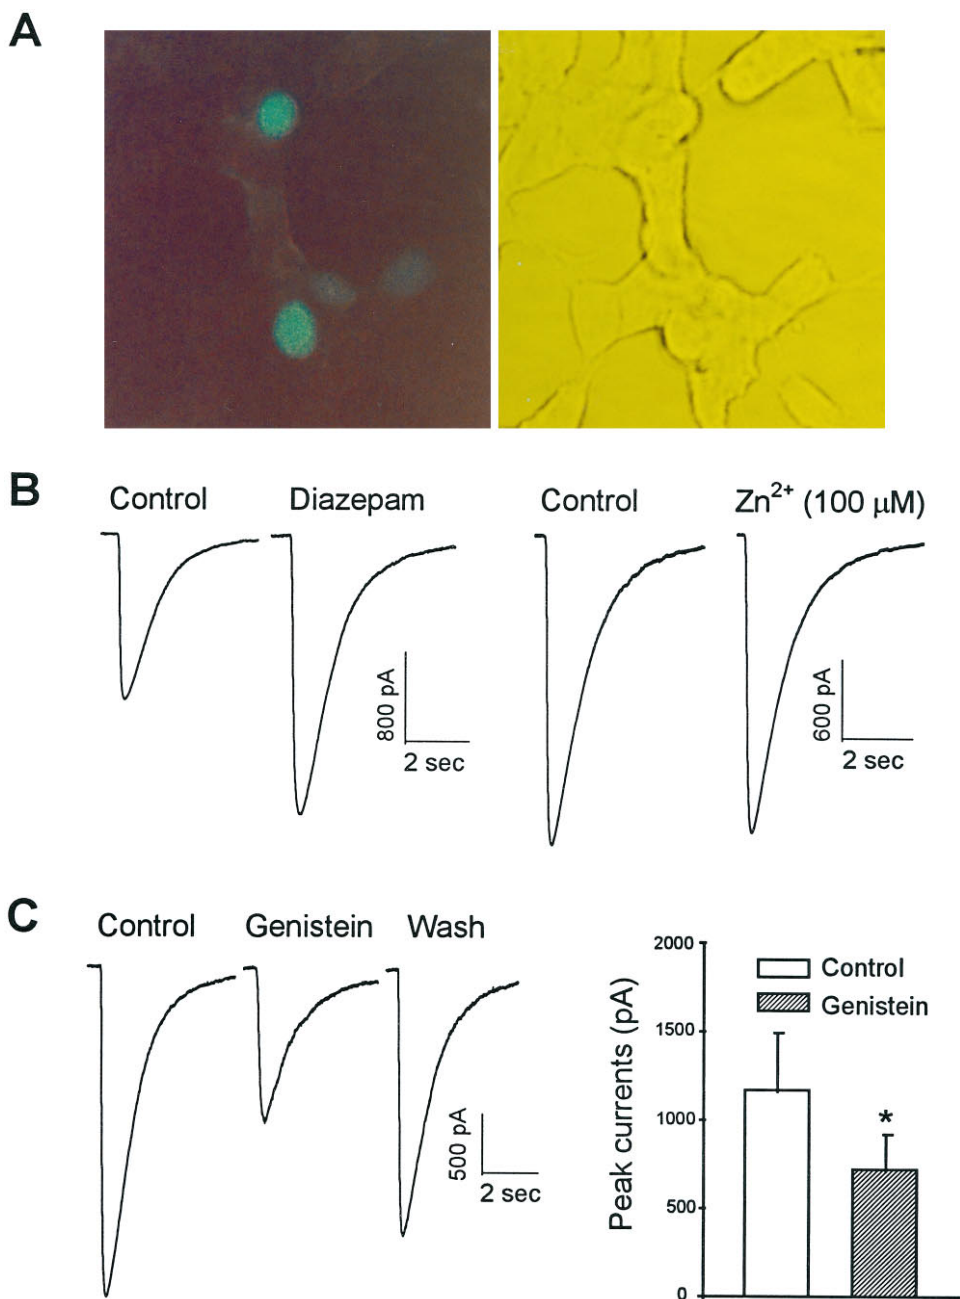 A
B
Control Diazepam Control Zn²⁺ (100 μM)
800 pA
2 sec
600 pA
2 sec
C
Control Genistein Wash
500 pA
2 sec
Peak currents (pA)
2000
1500
1000
500
0
Control
Genistein
*